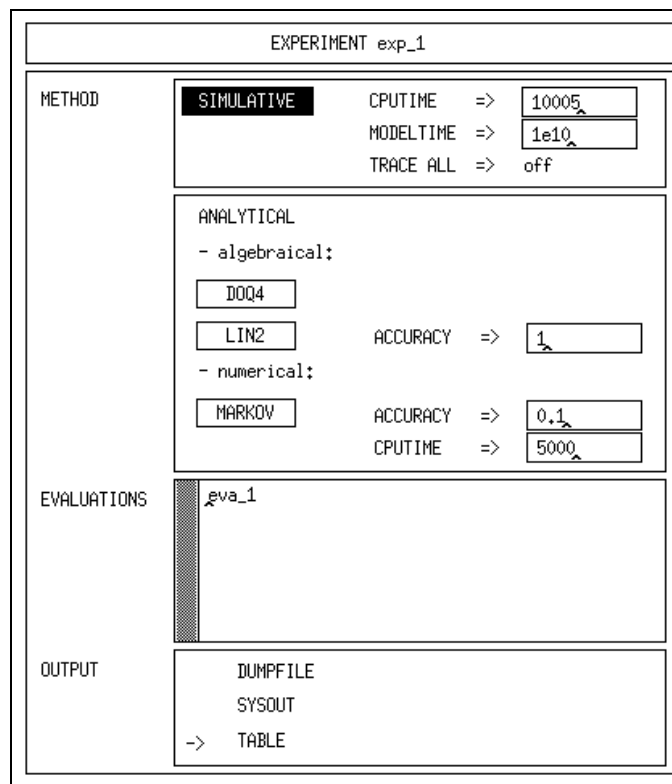 EXPERIMENT exp_1
METHOD SIMULATIVE CPUTIME => 10005
MODELTIME => 1e10
TRACE ALL => off
ANALYTICAL
- algebraical:
DOQ4
LIN2 ACCURACY => 1
- numerical:
MARKOV ACCURACY => 0.1
CPUTIME => 5000
EVALUATIONS eva_1
OUTPUT DUMPFILE
SYSOUT
-> TABLE